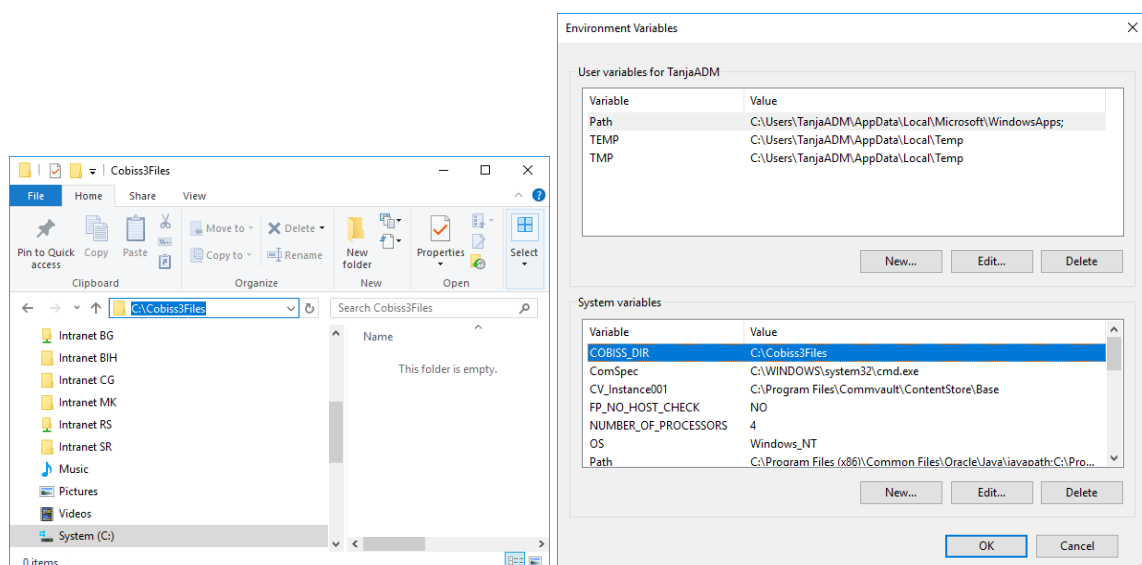 Cobiss3Files
File Home Share View
Pin to Quick access
Copy
Paste
Move to
Copy to
Delete
Rename
New folder
Properties
Select
Clipboard Organize New Open
C:\Cobiss3Files
Search Cobiss3Files
Intranet BG
Intranet BIH
Intranet CG
Intranet MK
Intranet RS
Intranet SR
Music
Pictures
Videos
System (C:)
Name
This folder is empty.
0 items
Environment Variables
User variables for TanjaADM
Variable Value
Path C:\Users\TanjaADM\AppData\Local\Microsoft\WindowsApps;
TEMP C:\Users\TanjaADM\AppData\Local\Temp
TMP C:\Users\TanjaADM\AppData\Local\Temp
New... Edit... Delete
System variables
Variable Value
COBISS_DIR C:\Cobiss3Files
ComSpec C:\WINDOWS\system32\cmd.exe
CV_Instance001 C:\Program Files\Commvault\ContentStore\Base
FP_NO_HOST_CHECK NO
NUMBER_OF_PROCESSORS 4
OS Windows_NT
Path C:\Program Files (x86)\Common Files\Oracle\Java\javapath;C:\Pro...
New... Edit... Delete
OK Cancel